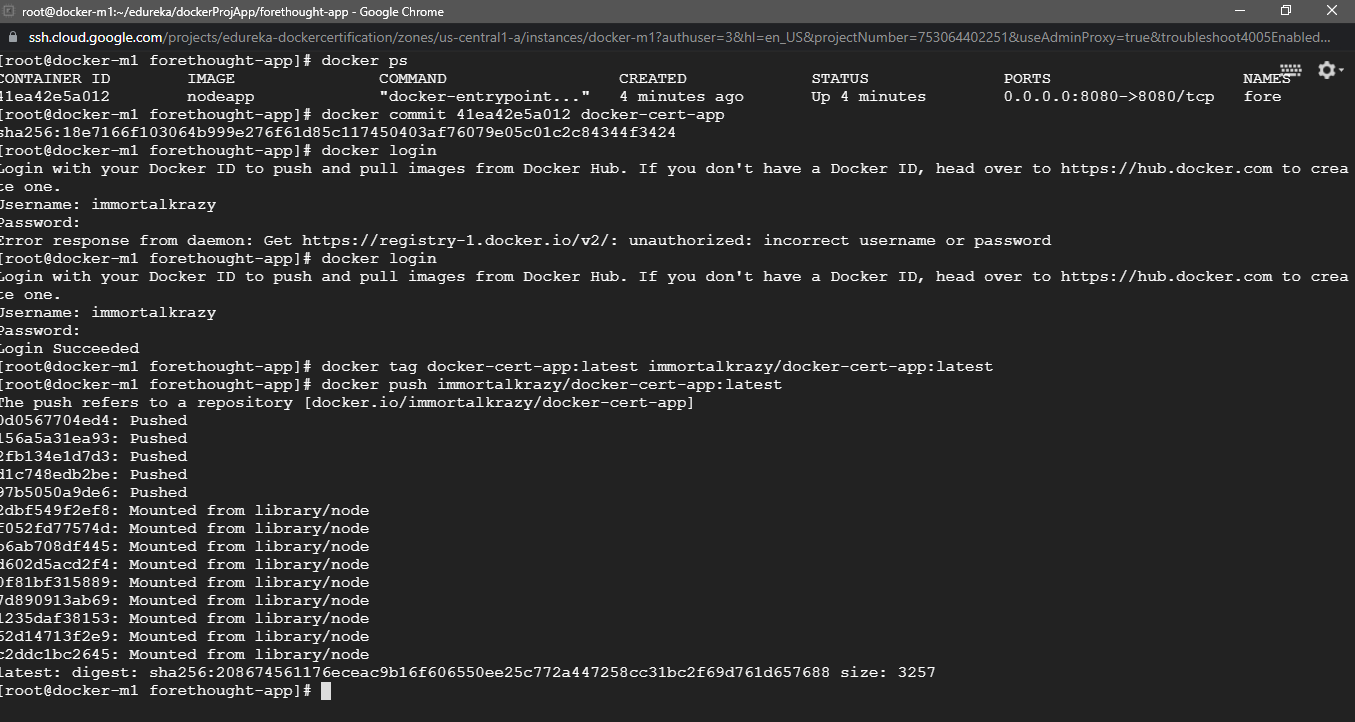 root@docker-m1:~/edureka/dockerProjApp/forethought-app - Google Chrome
ssh.cloud.google.com/projects/edureka-dockercertification/zones/us-central1-a/instances/docker-m1?authuser=3&hl=en_US&projectNumber=753064402251&useAdminProxy=true&troubleshoot4005Enabled...
[root@docker-m1 forethought-app]# docker ps
CONTAINER ID IMAGE COMMAND CREATED STATUS PORTS NAMES
41ea42e5a012 nodeapp "docker-entrypoint..." 4 minutes ago Up 4 minutes 0.0.0.0:8080->8080/tcp fore
[root@docker-m1 forethought-app]# docker commit 41ea42e5a012 docker-cert-app
sha256:18e7166f103064b999e276f61d85c117450403af76079e05c01c2c84344f3424
[root@docker-m1 forethought-app]# docker login
Login with your Docker ID to push and pull images from Docker Hub. If you don't have a Docker ID, head over to https://hub.docker.com to crea
te one.
Username: immortalkrazy
Password:
Error response from daemon: Get https://registry-1.docker.io/v2/: unauthorized: incorrect username or password
[root@docker-m1 forethought-app]# docker login
Login with your Docker ID to push and pull images from Docker Hub. If you don't have a Docker ID, head over to https://hub.docker.com to crea
te one.
Username: immortalkrazy
Password:
Login Succeeded
[root@docker-m1 forethought-app]# docker tag docker-cert-app:latest immortalkrazy/docker-cert-app:latest
[root@docker-m1 forethought-app]# docker push immortalkrazy/docker-cert-app:latest
The push refers to a repository [docker.io/immortalkrazy/docker-cert-app]
0d0567704ed4: Pushed
156a5a31ea93: Pushed
2fb134e1d7d3: Pushed
d1c748edb2be: Pushed
97b5050a9de6: Pushed
2dbf549f2ef8: Mounted from library/node
f052fd77574d: Mounted from library/node
b6ab708df445: Mounted from library/node
d602d5acd2f4: Mounted from library/node
0f81bf315889: Mounted from library/node
7d890913ab69: Mounted from library/node
1235daf38153: Mounted from library/node
62d14713f2e9: Mounted from library/node
c2ddc1bc2645: Mounted from library/node
latest: digest: sha256:208674561176eceac9b16f606550ee25c772a447258cc31bc2f69d761d657688 size: 3257
[root@docker-m1 forethought-app]#